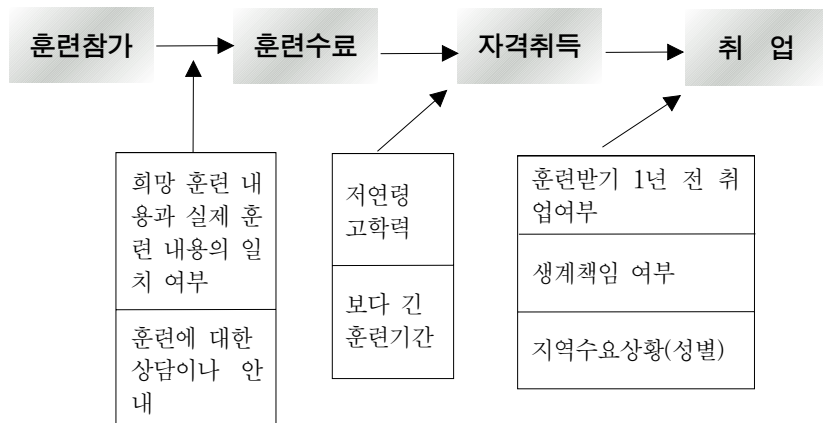 훈련참가
훈련수료
자격취득
취 업
희망 훈련 내
용과 실제 훈
련 내용의 일
치 여부
훈련에 대한
상담이나 안
내
저연령
고학력
보다 긴
훈련기간
훈련받기 1년 전 취
업여부
생계책임 여부
지역수요상황(성별)